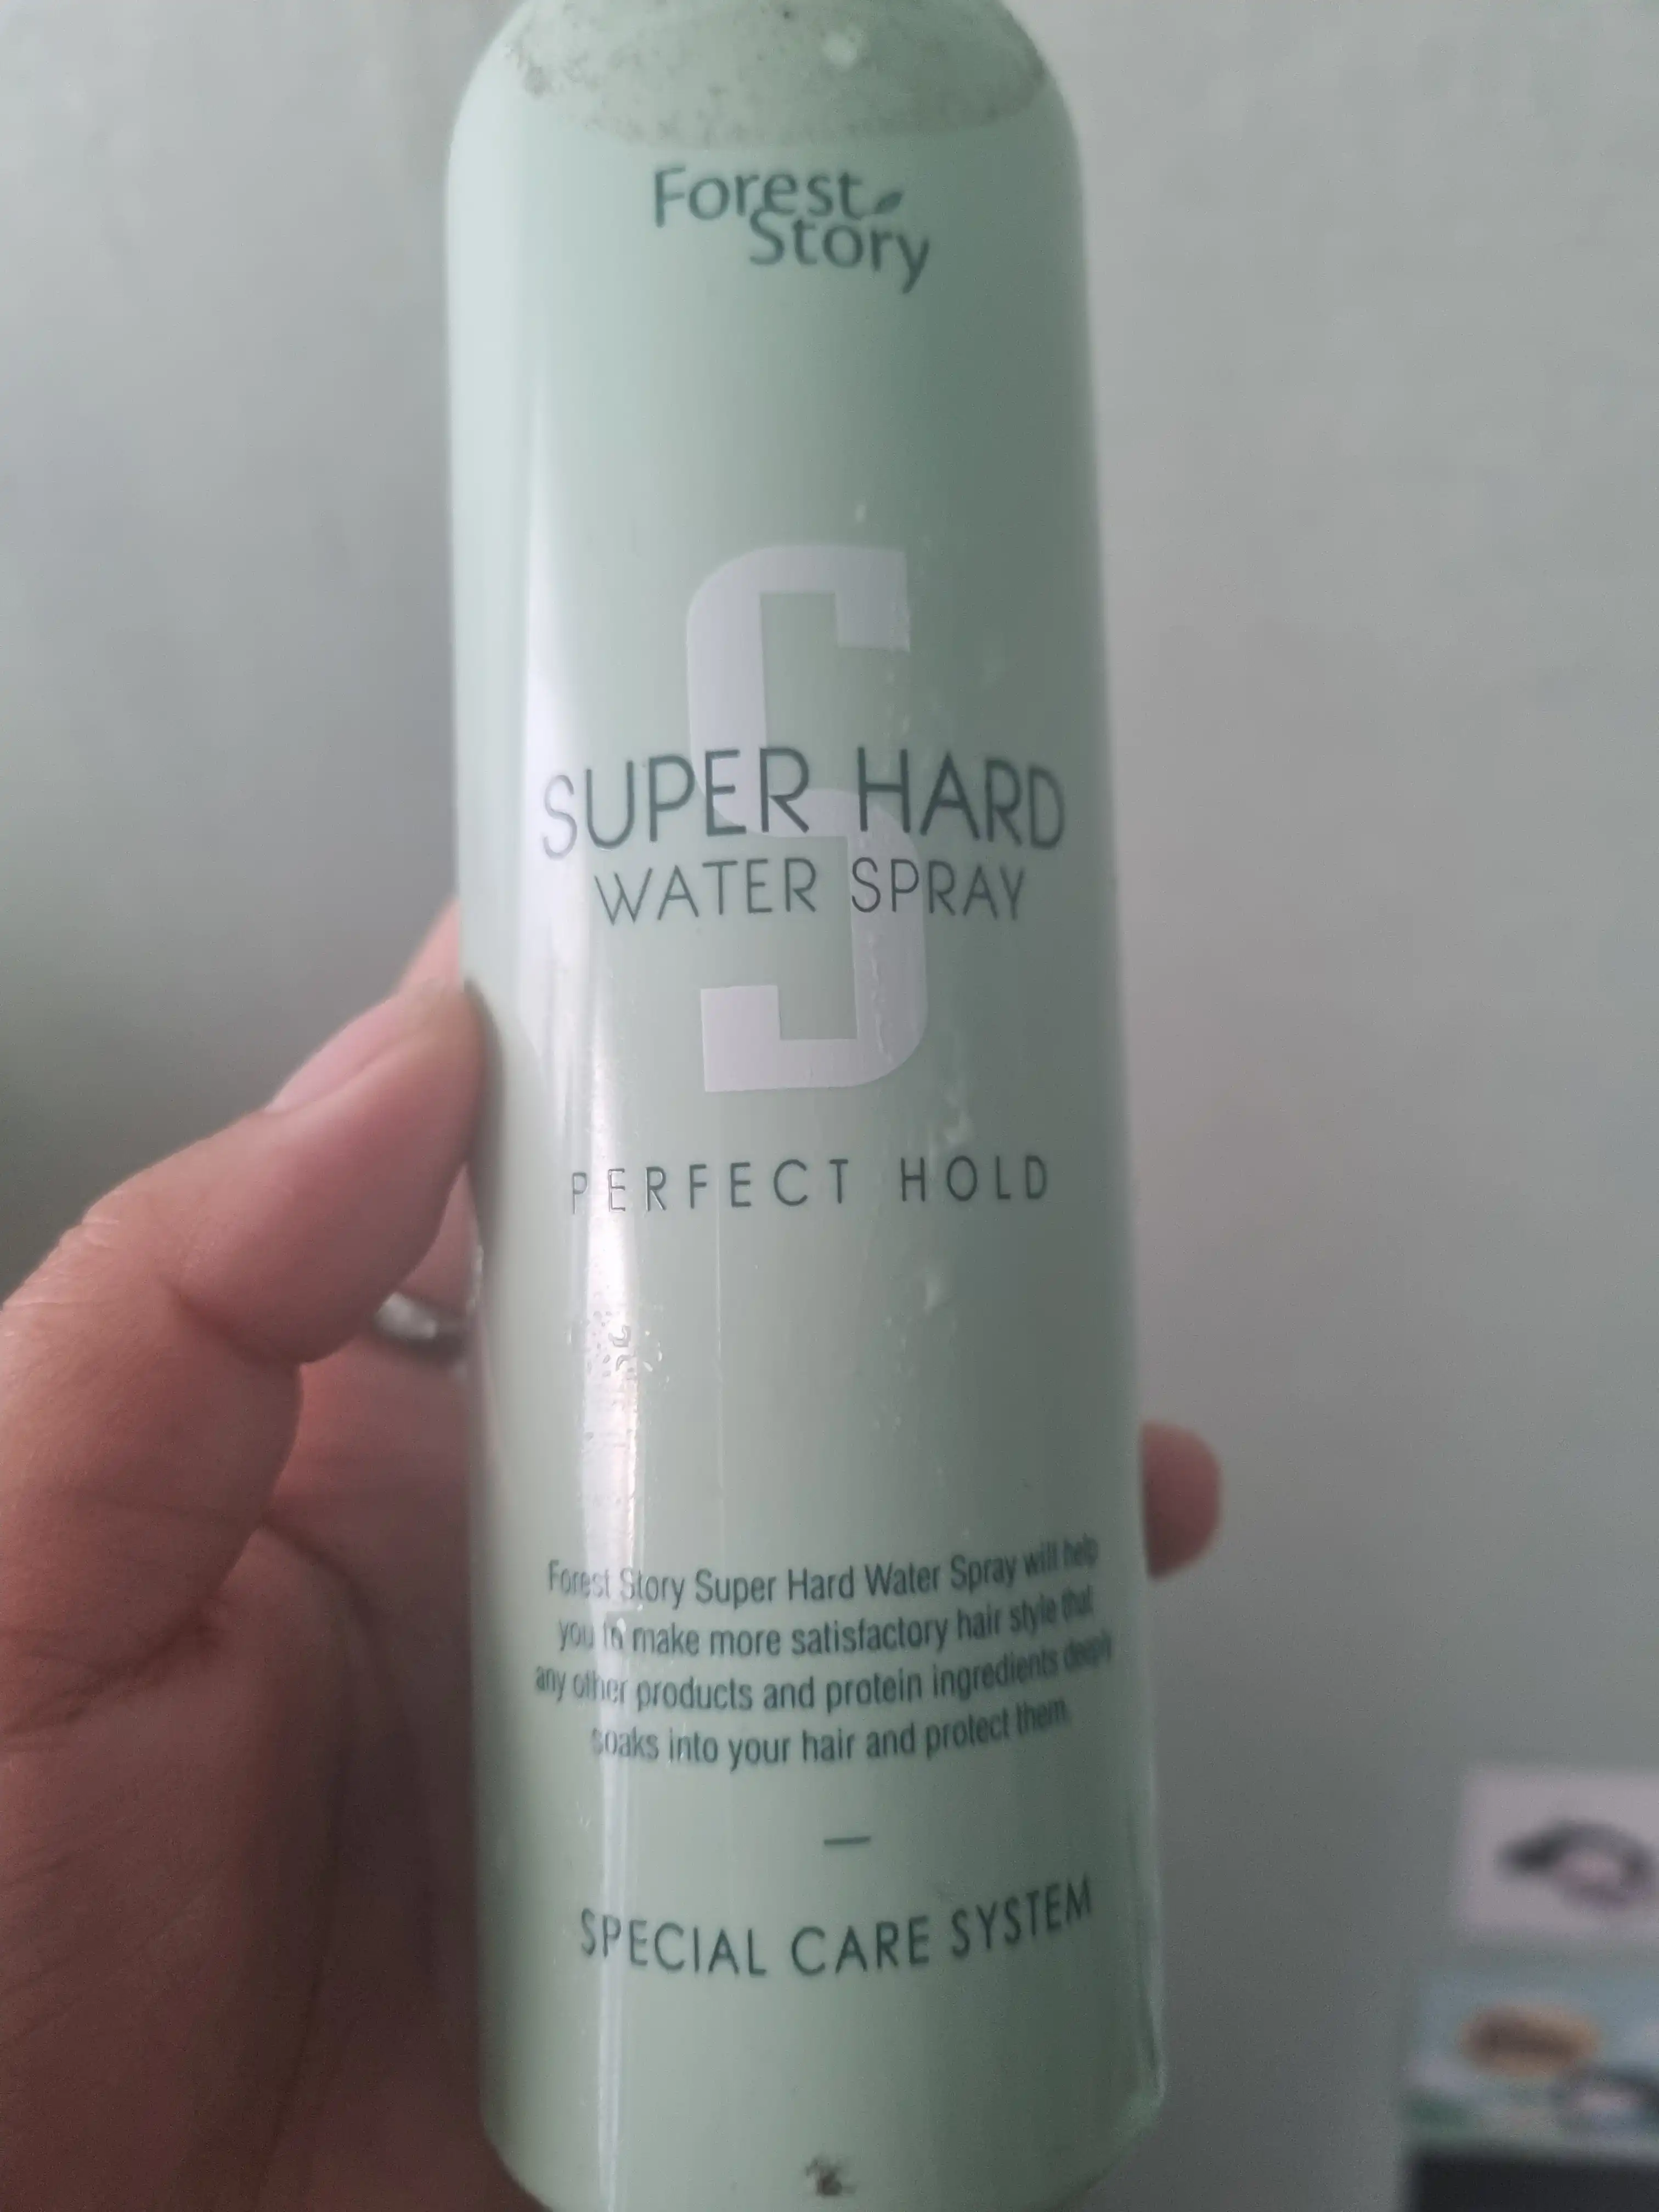 Forest
Story
S
SUPER HARD
WATER SPRAY
PERFECT HOLD
Forest Story Super Hard Water Spray will help
you to make more satisfactory hair style that
any other products and protein ingredients deeply
soaks into your hair and protect them.
SPECIAL CARE SYSTEM